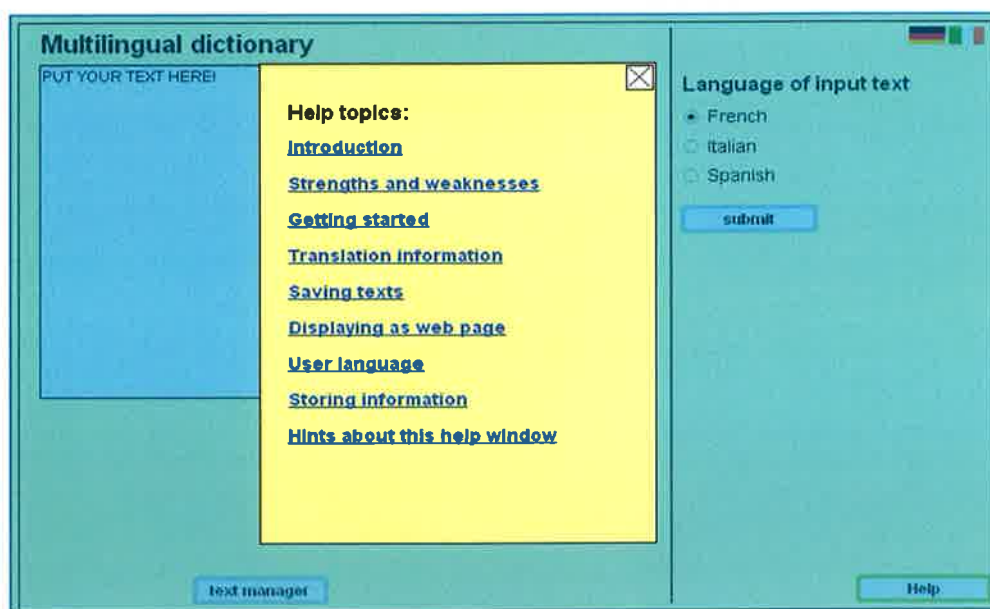 Multilingual dictionary
PUT YOUR TEXT HERE!
Help topics:
Introduction
Strengths and weaknesses
Getting started
Translation information
Saving texts
Displaying as web page
User language
Storing information
Hints about this help window
Language of input text
French
Italian
Spanish
submit
text manager
Help